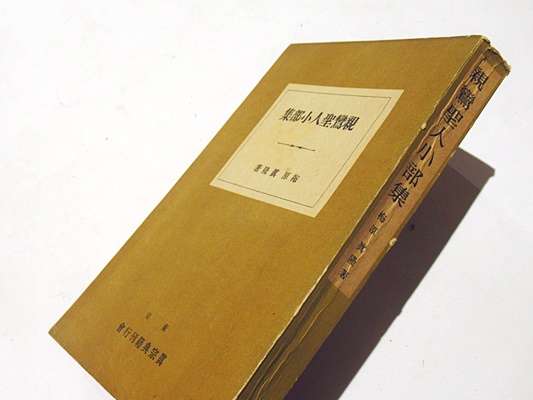 親鸞聖人小部集
梅原眞隆著
東京
眞宗典籍刊行會
親鸞聖人小部集
梅原眞隆著